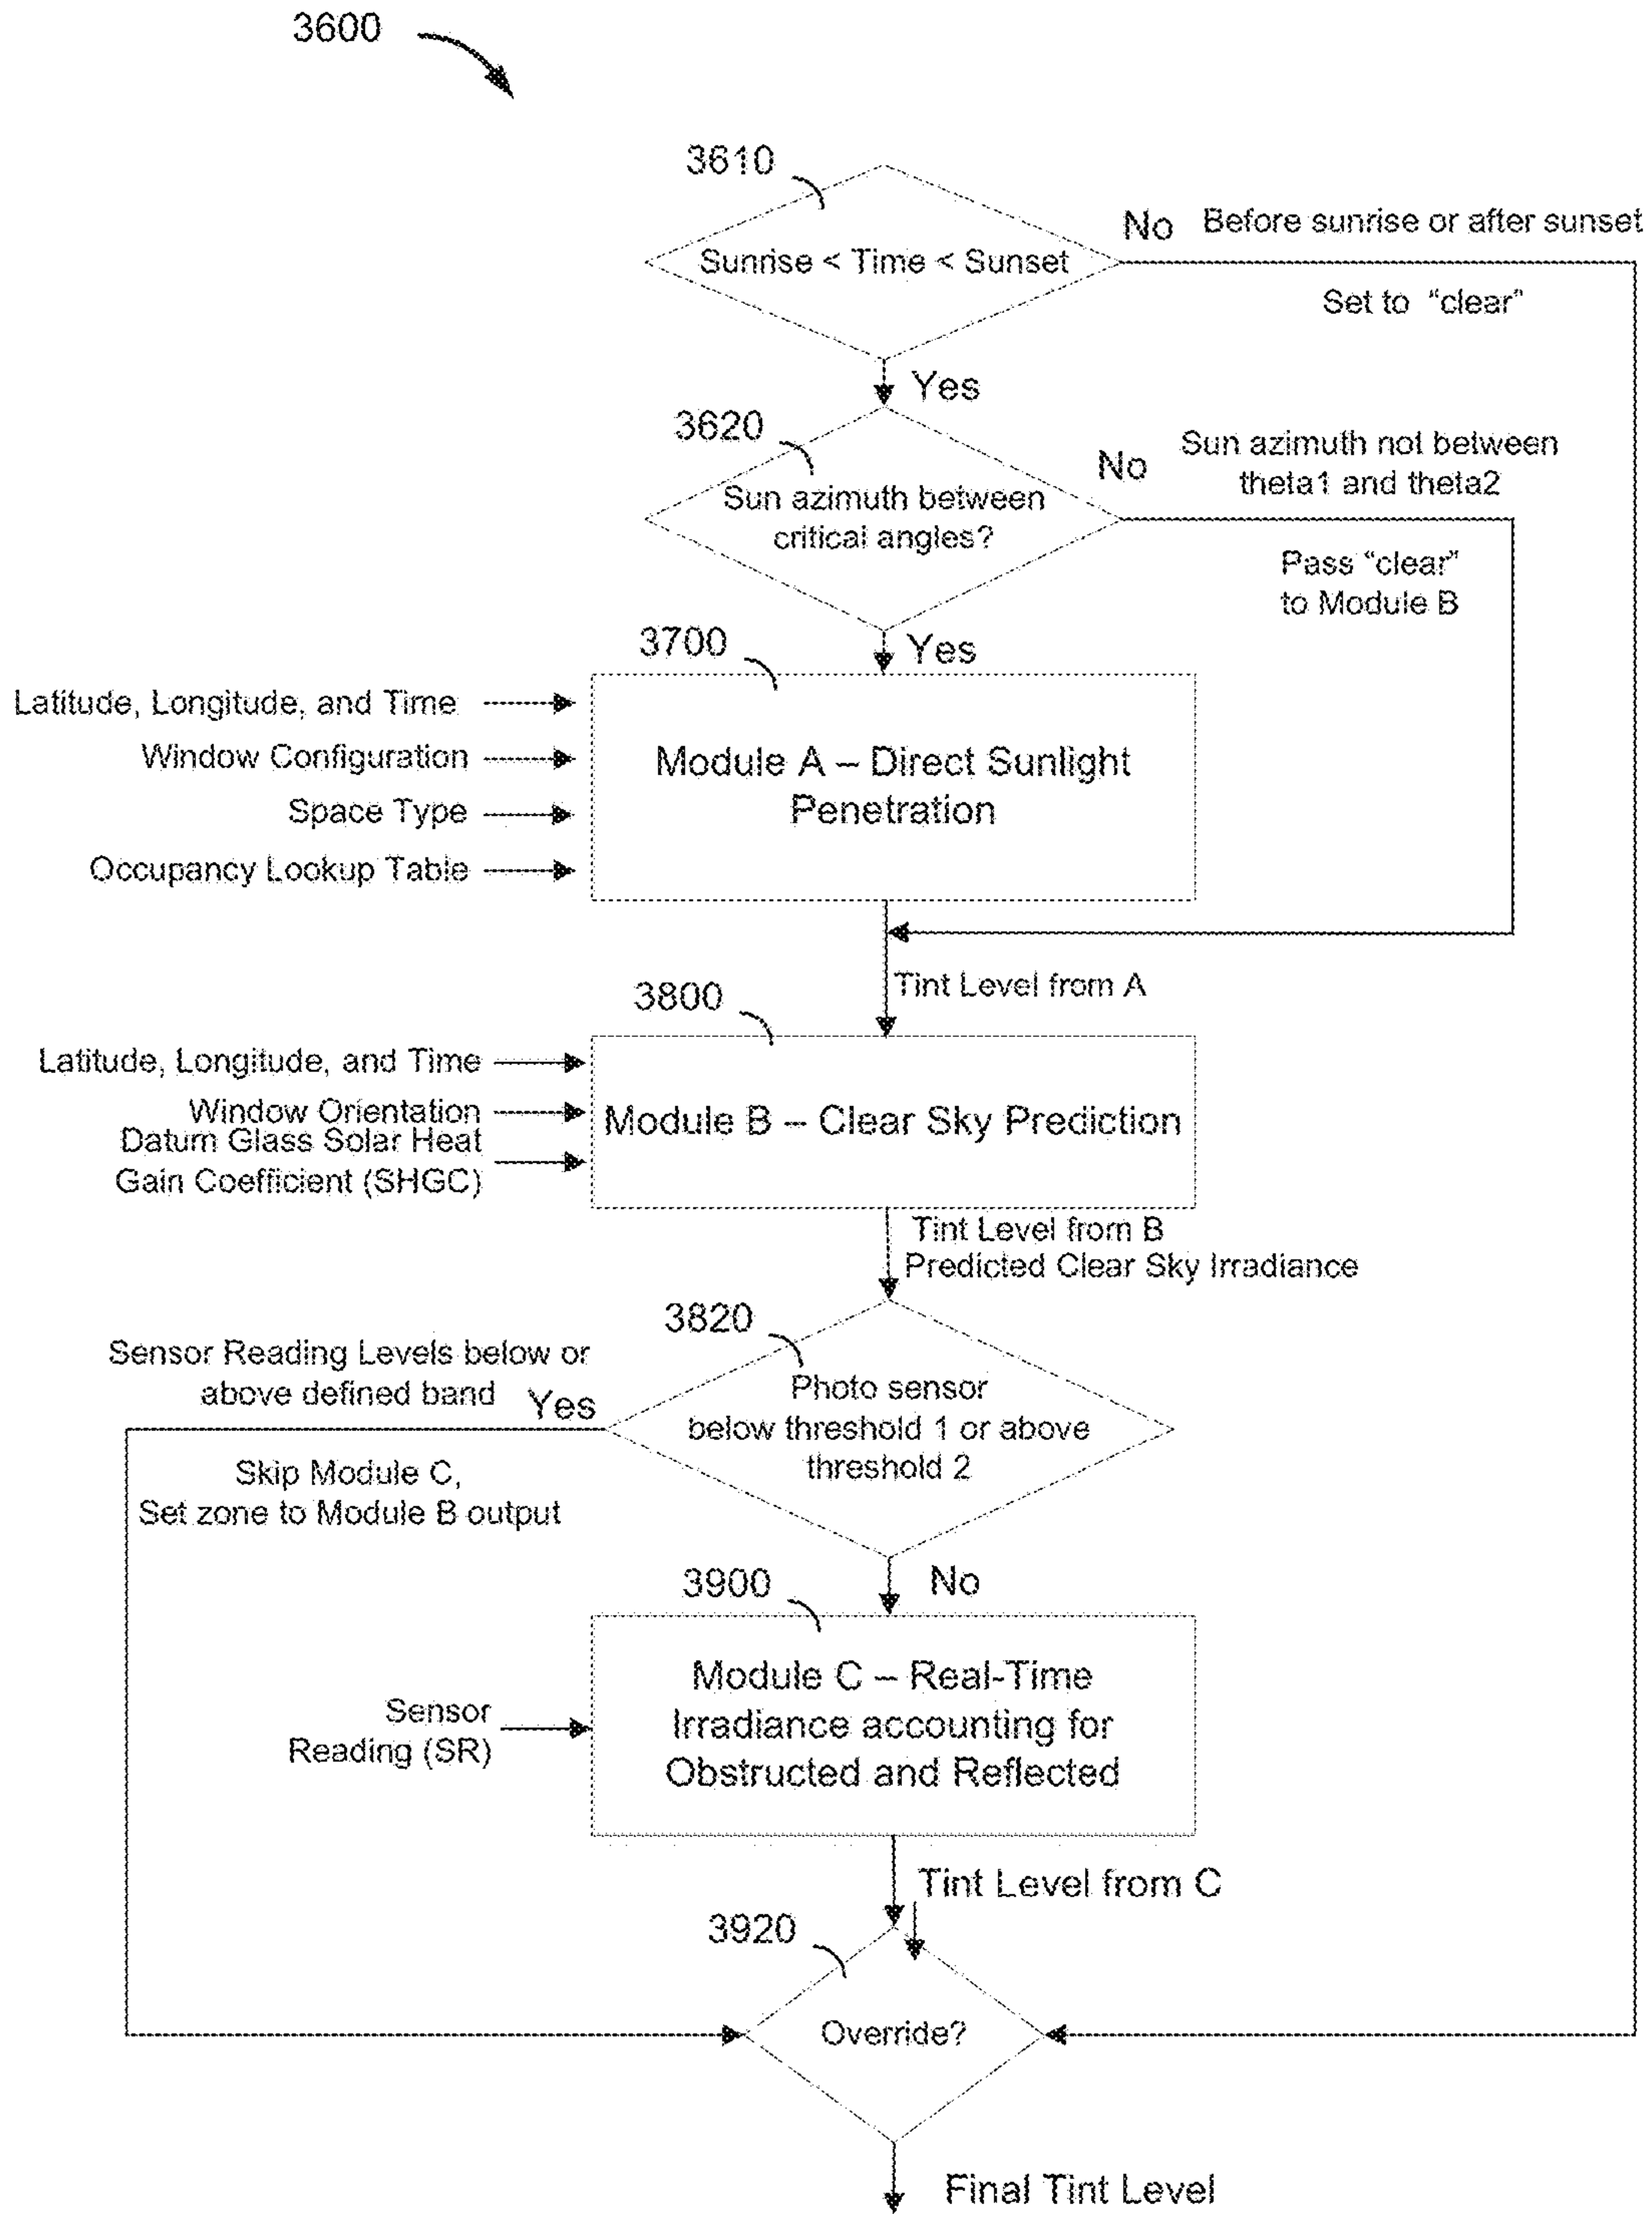 3600
3610
No Before sunrise or after sunset
Sunrise < Time < Sunset
Set to “clear”
Yes
3620
Sun azimuth not between
theta1 and theta2
No
Sun azimuth between
critical angles?
Pass “clear”
to Module B
Yes
3700
Latitude, Longitude, and Time
Window Configuration
Space Type
Occupancy Lookup Table
Module A – Direct Sunlight
Penetration
Tint Level from A
3800
Latitude, Longitude, and Time
Window Orientation
Datum Glass Solar Heat
Gain Coefficient (SHGC)
Module B – Clear Sky Prediction
Tint Level from B
Predicted Clear Sky Irradiance
3820
Sensor Reading Levels below or
above defined band
Yes
Photo sensor
below threshold 1 or above
threshold 2
Skip Module C,
Set zone to Module B output
No
3900
Module C – Real-Time
Irradiance accounting for
Obstructed and Reflected
Sensor
Reading (SR)
Tint Level from C
3920
Override?
Final Tint Level